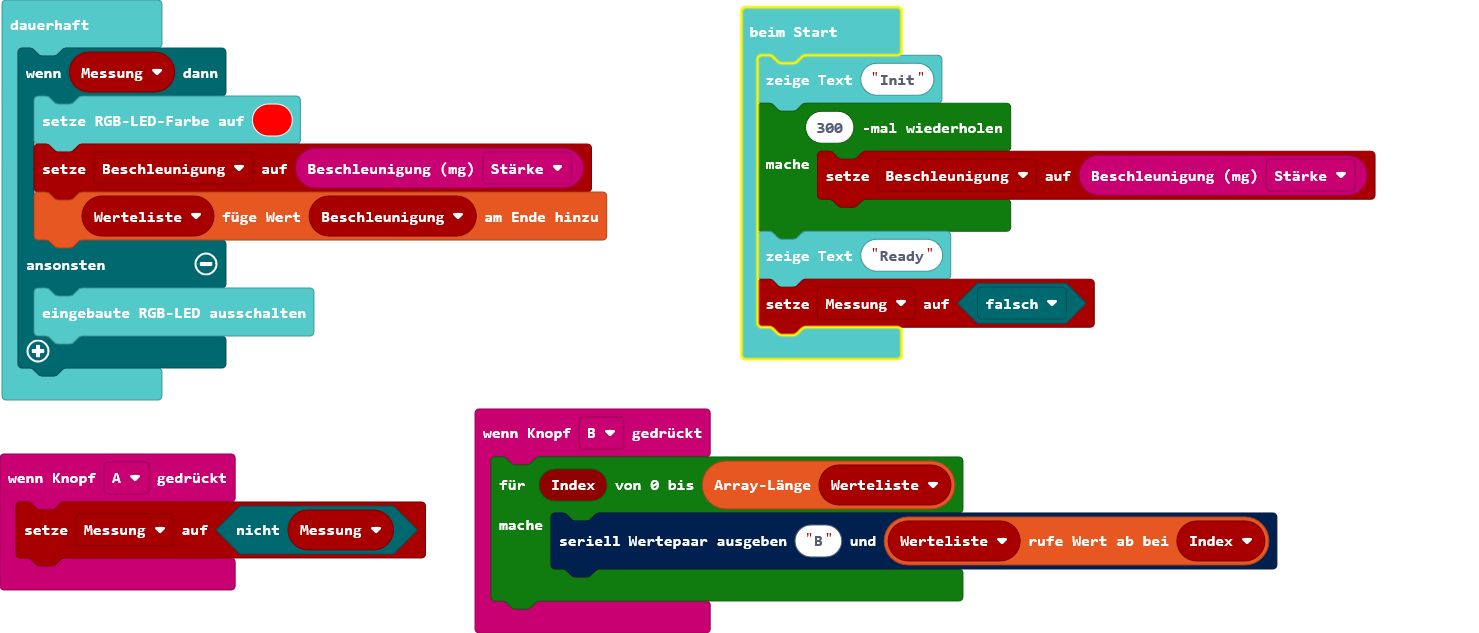 dauerhaft
wenn Messung dann
setze RGB-LED-Farbe auf
setze Beschleunigung auf Beschleunigung (mg) Stärke
Werteliste füge Wert Beschleunigung am Ende hinzu
ansonsten
eingebaute RGB-LED ausschalten
beim Start
zeige Text "Init"
300 -mal wiederholen
mache setze Beschleunigung auf Beschleunigung (mg) Stärke
zeige Text "Ready"
setze Messung auf falsch
wenn Knopf A gedrückt
setze Messung auf nicht Messung
wenn Knopf B gedrückt
für Index von 0 bis Array-Länge Werteliste
mache seriell Wertepaar ausgeben "B" und Werteliste rufe Wert ab bei Index